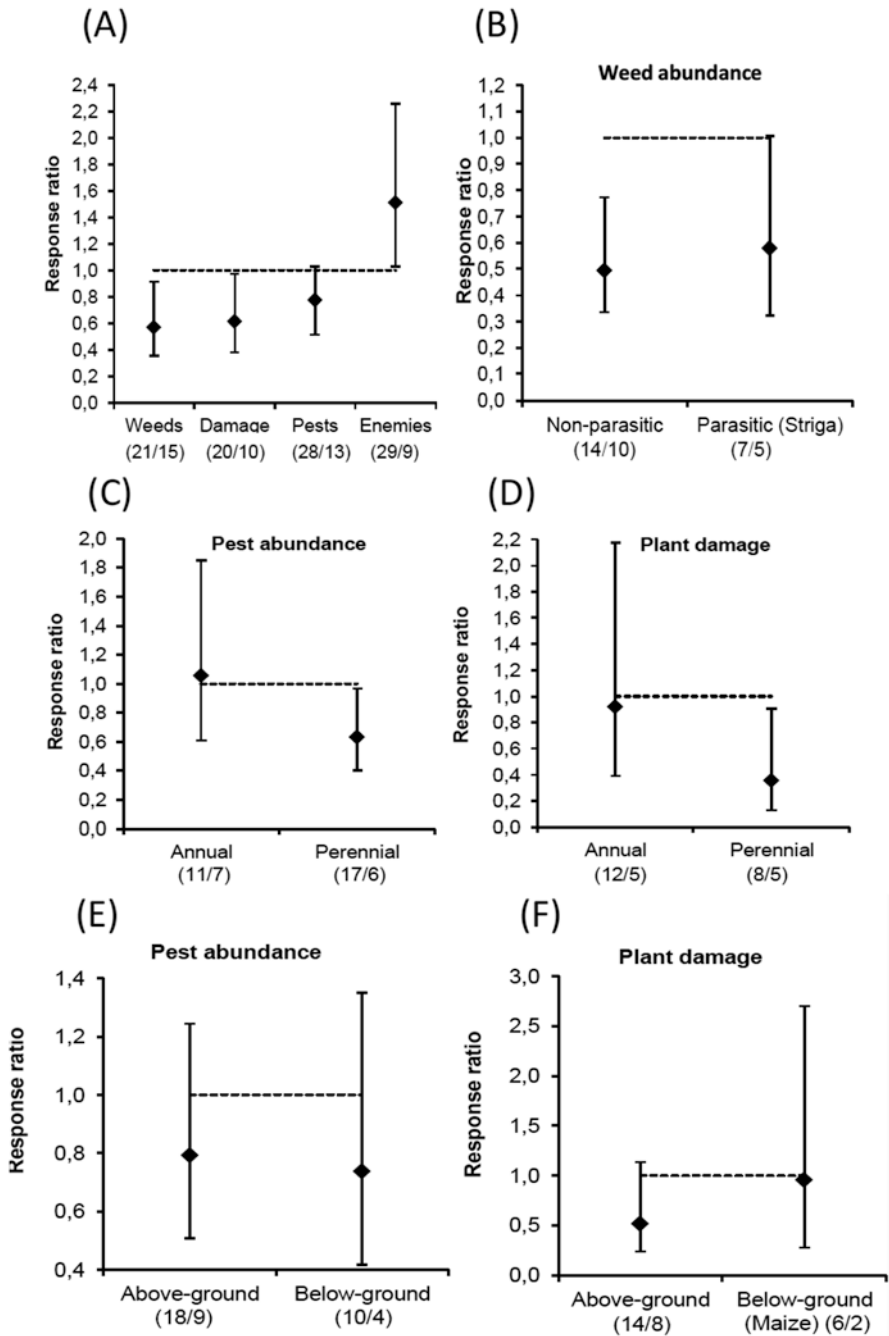 (A)
Response ratio
2,4
2,2
2,0
1,8
1,6
1,4
1,2
1,0
0,8
0,6
0,4
0,2
0,0
Weeds Damage Pests Enemies
(21/15) (20/10) (28/13) (29/9)
(B)
Weed abundance
Response ratio
1,2
1,1
1,0
0,9
0,8
0,7
0,6
0,5
0,4
0,3
0,2
0,1
0,0
Non-parasitic Parasitic (Striga)
(14/10) (7/5)
(C)
Pest abundance
Response ratio
2,0
1,8
1,6
1,4
1,2
1,0
0,8
0,6
0,4
0,2
0,0
Annual Perennial
(11/7) (17/6)
(D)
Plant damage
Response ratio
2,2
2,0
1,8
1,6
1,4
1,2
1,0
0,8
0,6
0,4
0,2
0,0
Annual Perennial
(12/5) (8/5)
(E)
Pest abundance
Response ratio
1,4
1,2
1,0
0,8
0,6
0,4
Above-ground Below-ground
(18/9) (10/4)
(F)
Plant damage
Response ratio
3,0
2,5
2,0
1,5
1,0
0,5
0,0
Above-ground Below-ground
(14/8) (Maize) (6/2)